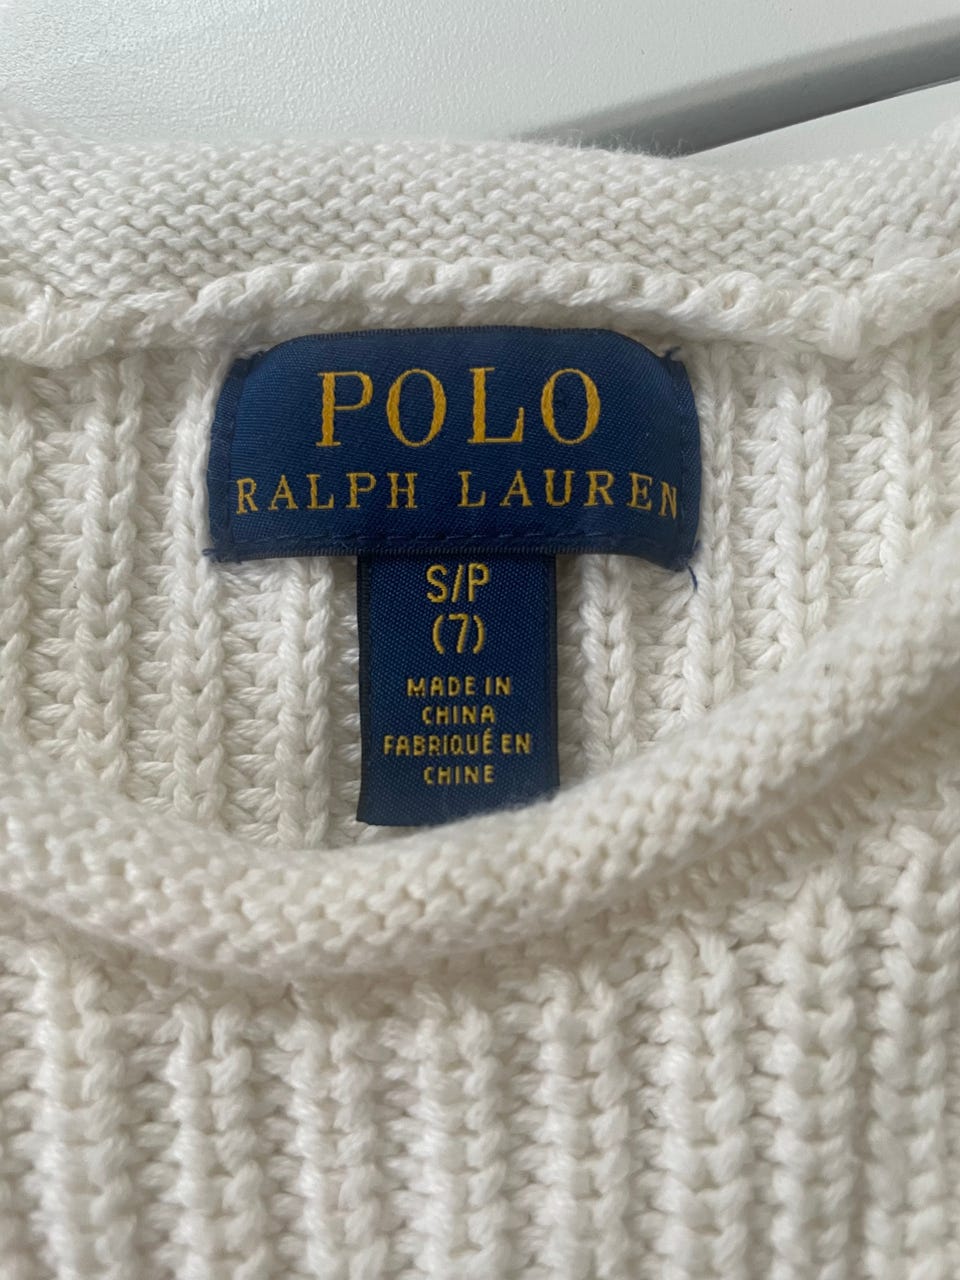 POLO
RALPH LAUREN
S/P
(7)
MADE IN
CHINA
FABRIQUÉ EN
CHINE